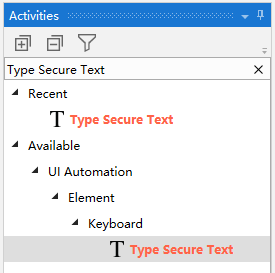 Activities
Type Secure Text
Recent
T Type Secure Text
Available
UI Automation
Element
Keyboard
T Type Secure Text